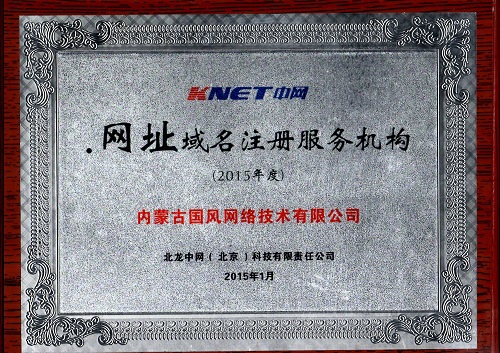 KNET中网
.网址域名注册服务机构
(2015年度)
内蒙古国风网络技术有限公司
北龙中网（北京）科技有限责任公司
2015年1月